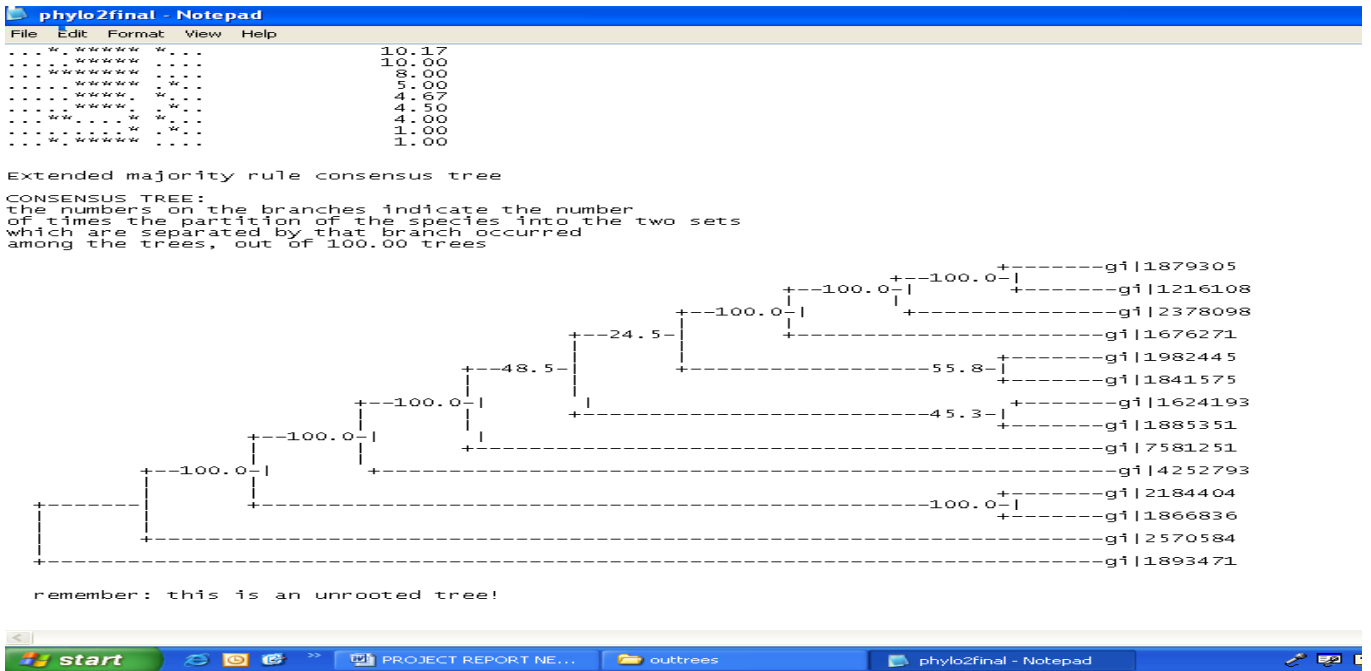 phylo2final - Notepad
File Edit Format View Help
...*.***** *... 10.17
.....***** .... 10.00
...******* .... 8.00
.....***** .*.. 5.00
.....****. *... 4.67
.....****. .*.. 4.50
...**....* *... 4.00
.........* .*.. 1.00
...*.***** .... 1.00
Extended majority rule consensus tree
CONSENSUS TREE:
the numbers on the branches indicate the number
of times the partition of the species into the two sets
which are separated by that branch occurred
among the trees, out of 100.00 trees
gi|1879305
100.0
100.0 gi|1216108
100.0 gi|2378098
24.5 gi|1676271
gi|1982445
48.5 55.8
gi|1841575
100.0 gi|1624193
45.3
100.0 gi|1885351
gi|7581251
100.0 gi|4252793
gi|2184404
100.0
gi|1866836
gi|2570584
gi|1893471
remember: this is an unrooted tree!
start
PROJECT REPORT NE...
outtrees
phylo2final - Notepad